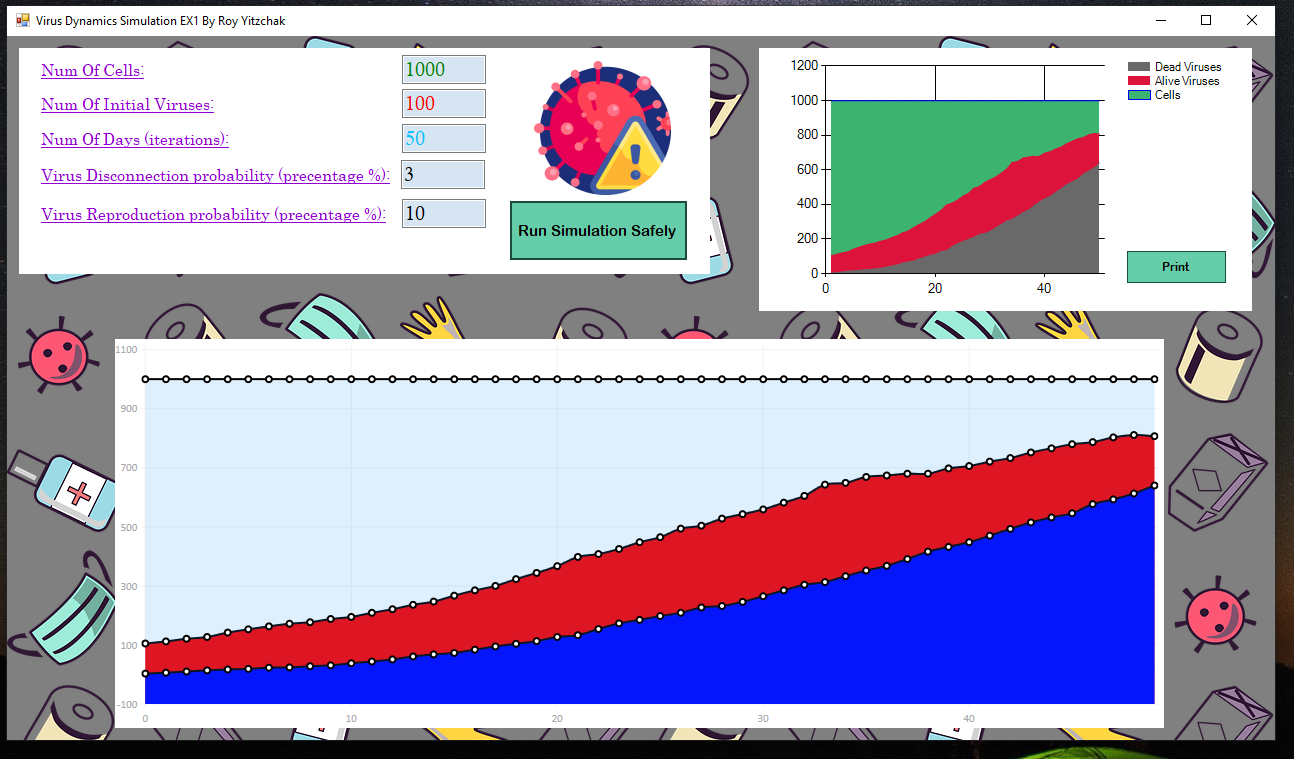 Virus Dynamics Simulation EX1 By Roy Yitzchak
Num Of Cells: 1000
Num Of Initial Viruses: 100
Num Of Days (iterations): 50
Virus Disconnection probability (precentage %): 3
Virus Reproduction probability (precentage %): 10
Run Simulation Safely
1200
1000
800
600
400
200
0
0 20 40
Dead Viruses
Alive Viruses
Cells
Print
1100
900
700
500
300
100
-100
0 10 20 30 40